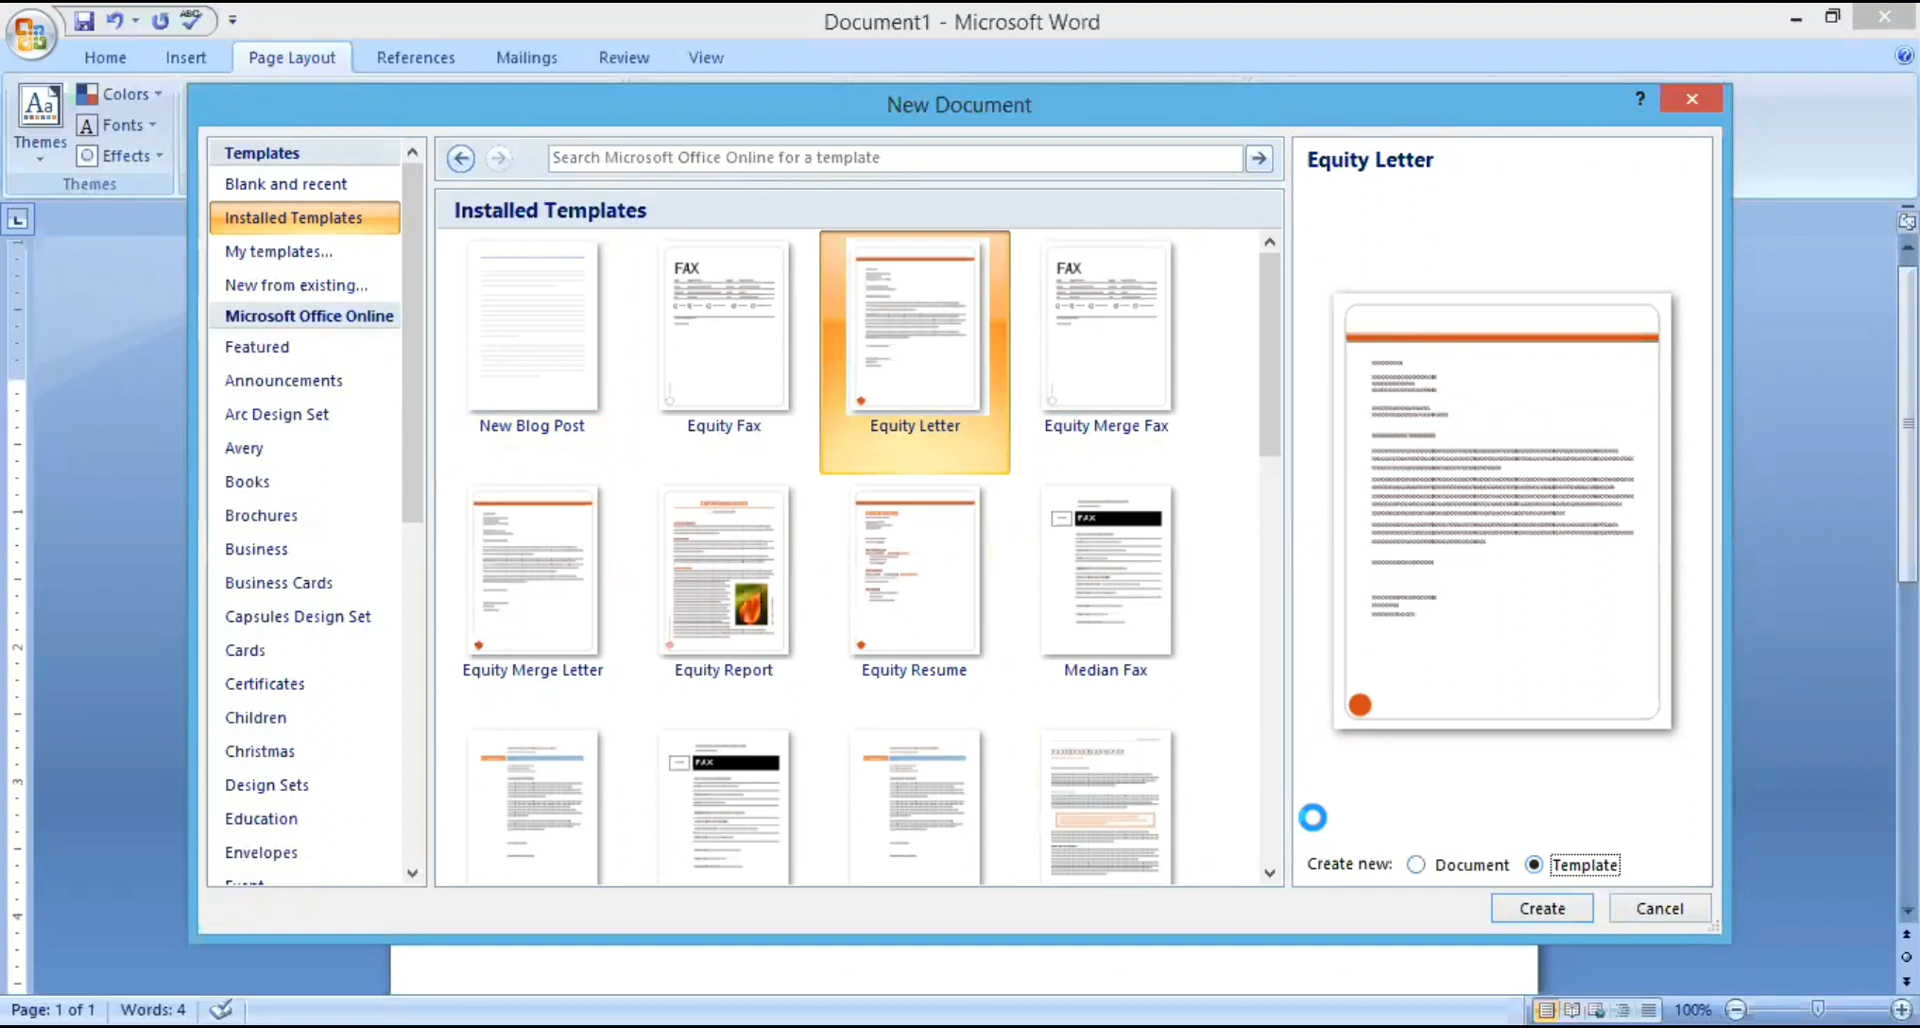 Document1 - Microsoft Word
Home Insert Page Layout References Mailings Review View
Aa Themes
Colors
A Fonts
Effects
Themes
New Document
?
Templates
Blank and recent
Installed Templates
My templates...
New from existing...
Microsoft Office Online
Featured
Announcements
Arc Design Set
Avery
Books
Brochures
Business
Business Cards
Capsules Design Set
Cards
Certificates
Children
Christmas
Design Sets
Education
Envelopes
Search Microsoft Office Online for a template
Installed Templates
FAX
FAX
New Blog Post
Equity Fax
Equity Letter
Equity Merge Fax
FAX
Equity Merge Letter
Equity Report
Equity Resume
Median Fax
FAX
Equity Letter
Create new: Document Template
Create Cancel
1
2
3
4
Page: 1 of 1 Words: 4 100%